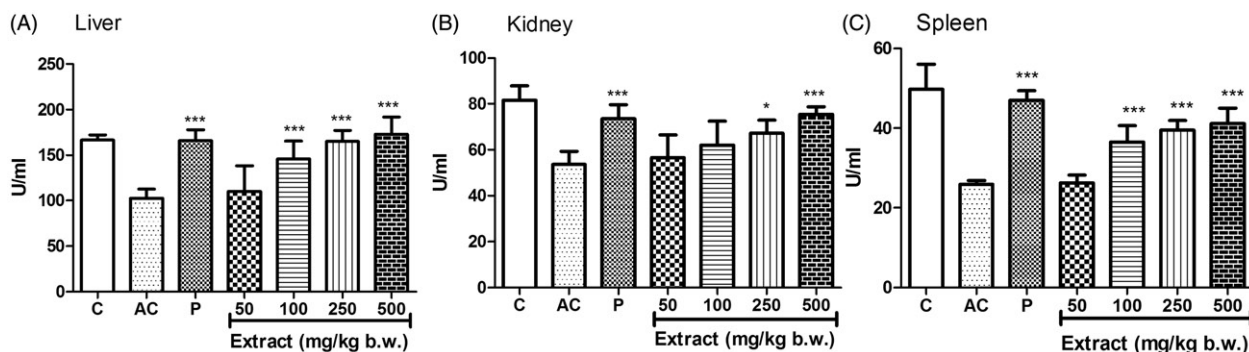 (A) Liver
250
200
150
100
50
0
U/ml
***
***
***
***
C AC P 50 100 250 500
Extract (mg/kg b.w.)
(B) Kidney
100
80
60
40
20
0
U/ml
***
*
***
C AC P 50 100 250 500
Extract (mg/kg b.w.)
(C) Spleen
60
40
20
0
U/ml
***
***
***
***
C AC P 50 100 250 500
Extract (mg/kg b.w.)